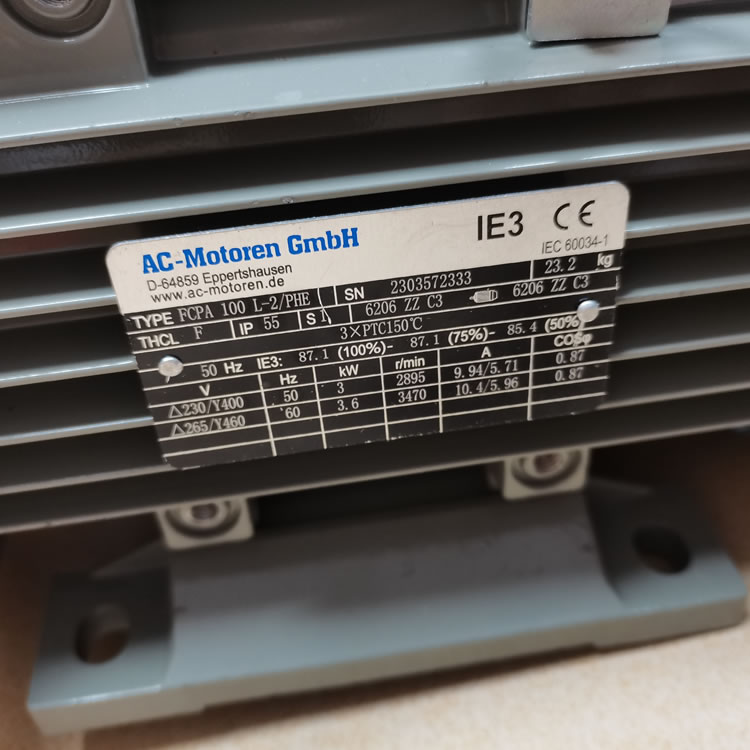 AC-Motoren GmbH
IE3 CE
D-64859 Eppertshausen
IEC 60034-1
www.ac-motoren.de
TYPE FCPA 100 L-2/PHE SN 2303572333 23.2 kg
THCL F IP 55 S1 6206 ZZ C3 6206 ZZ C3
3×PTC150℃
50 Hz IE3: 87.1 (100%)- 87.1 (75%)- 85.4 (50%)
V Hz kW r/min A COSφ
△230/Y400 50 3 2895 9.94/5.71 0.87
△265/Y460 60 3.6 3470 10.4/5.96 0.87